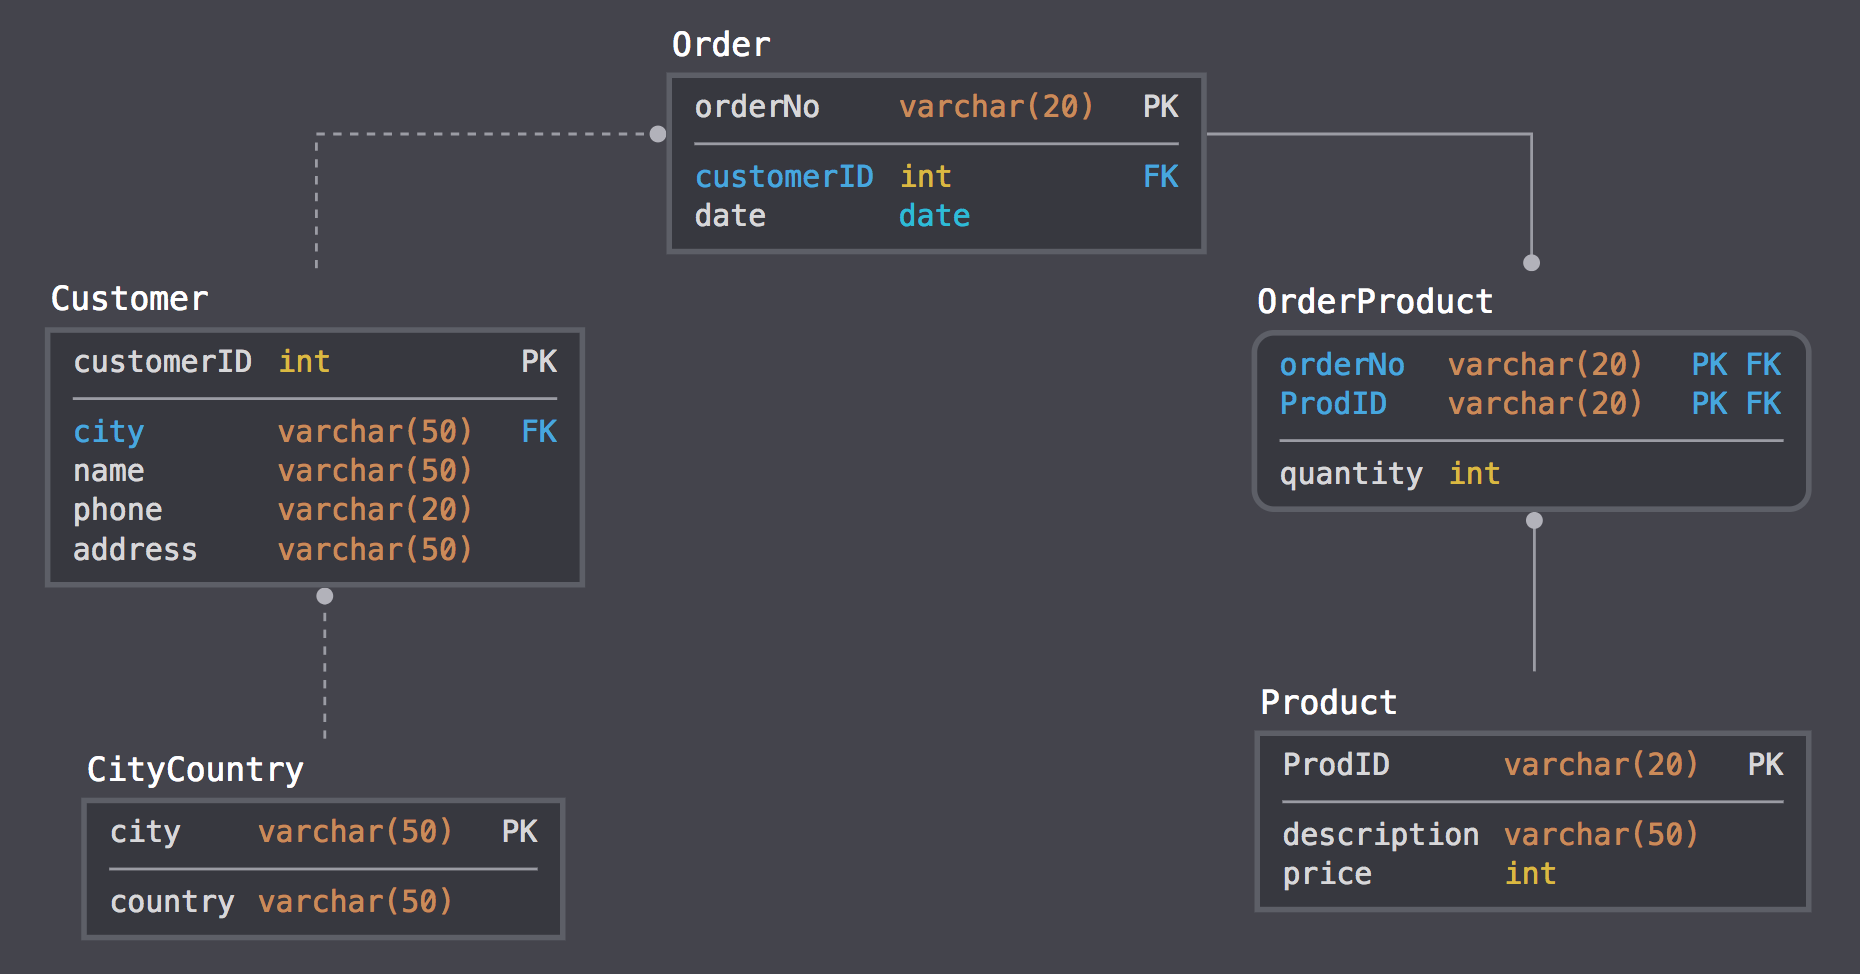 Order
orderNo varchar(20) PK
customerID int FK
date date
Customer
customerID int PK
city varchar(50) FK
name varchar(50)
phone varchar(20)
address varchar(50)
OrderProduct
orderNo varchar(20) PK FK
ProdID varchar(20) PK FK
quantity int
CityCountry
city varchar(50) PK
country varchar(50)
Product
ProdID varchar(20) PK
description varchar(50)
price int